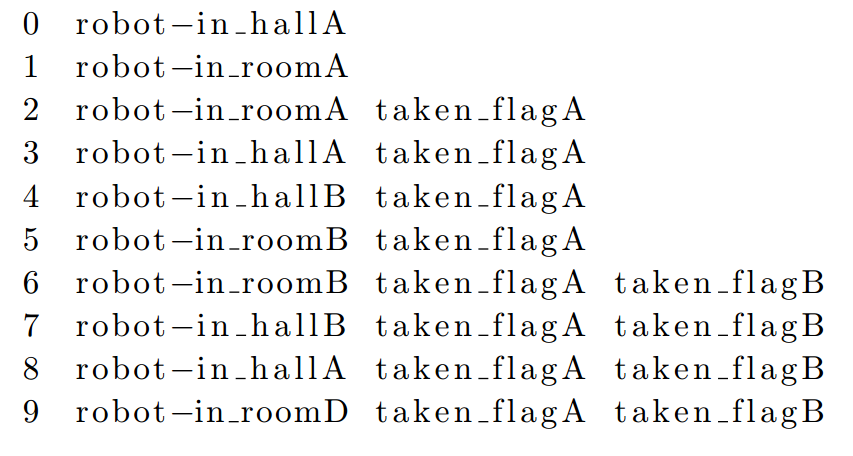 0 robot−in_hallA
1 robot−in_roomA
2 robot−in_roomA taken_flagA
3 robot−in_hallA taken_flagA
4 robot−in_hallB taken_flagA
5 robot−in_roomB taken_flagA
6 robot−in_roomB taken_flagA taken_flagB
7 robot−in_hallB taken_flagA taken_flagB
8 robot−in_hallA taken_flagA taken_flagB
9 robot−in_roomD taken_flagA taken_flagB